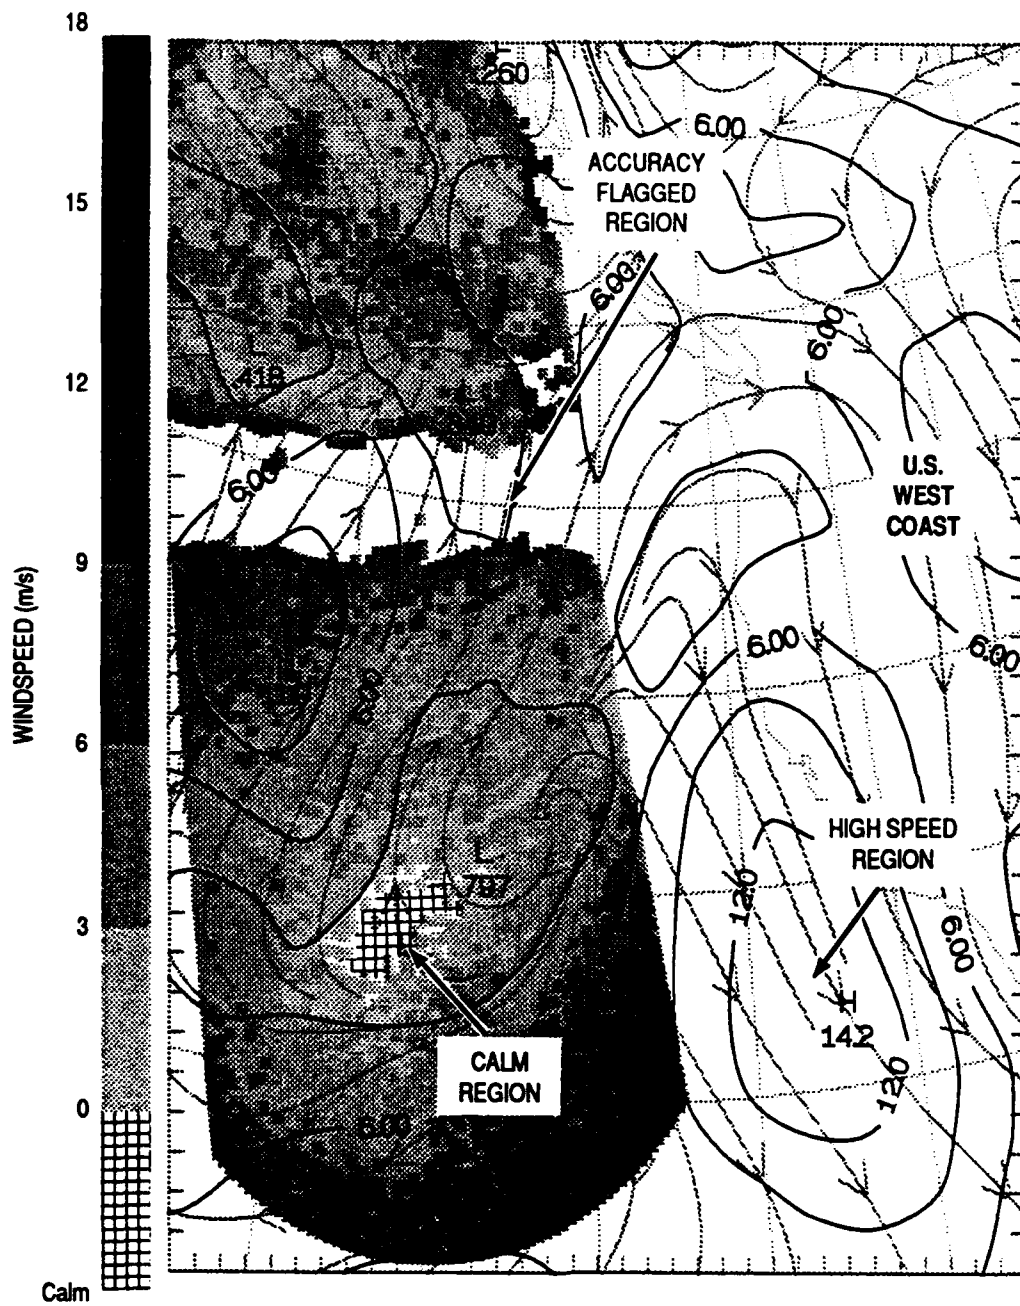 18
15
12
9
6
3
0
Calm
WINDSPEED (m/s)
.260
6.00
ACCURACY
FLAGGED
REGION
6.00
6.00
L
.418
6.00
U.S.
WEST
COAST
6.00
6.00
6.00
HIGH SPEED
REGION
L
.787
12.0
6.00
H
14.2
CALM
REGION
12.0
6.00